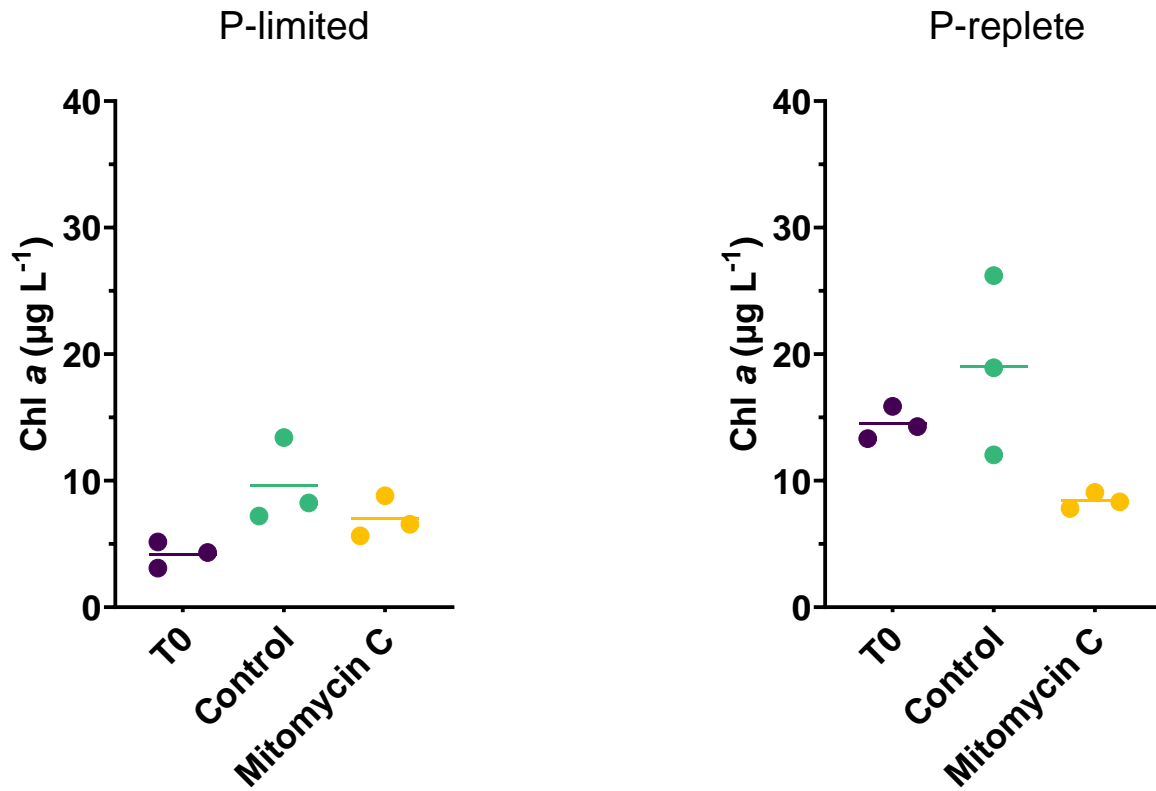 P-limited
Chl a (µg L⁻¹)
40
30
20
10
0
T0
Control
Mitomycin C
P-replete
Chl a (µg L⁻¹)
40
30
20
10
0
T0
Control
Mitomycin C